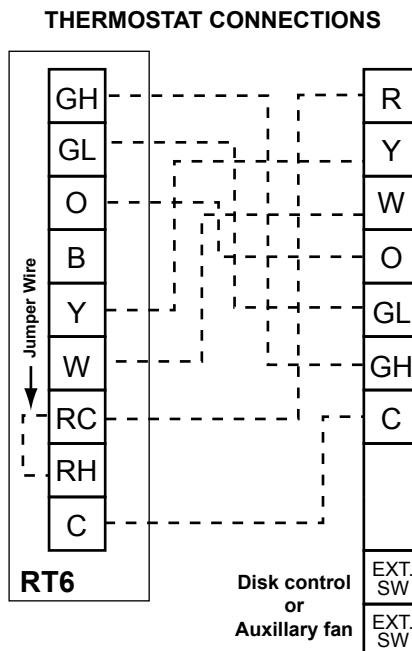 THERMOSTAT CONNECTIONS
GH
GL
O
B
Y
W
RC
RH
C
Jumper Wire
RT6
R
Y
W
O
GL
GH
C
EXT.
SW
EXT.
SW
Disk control
or
Auxillary fan